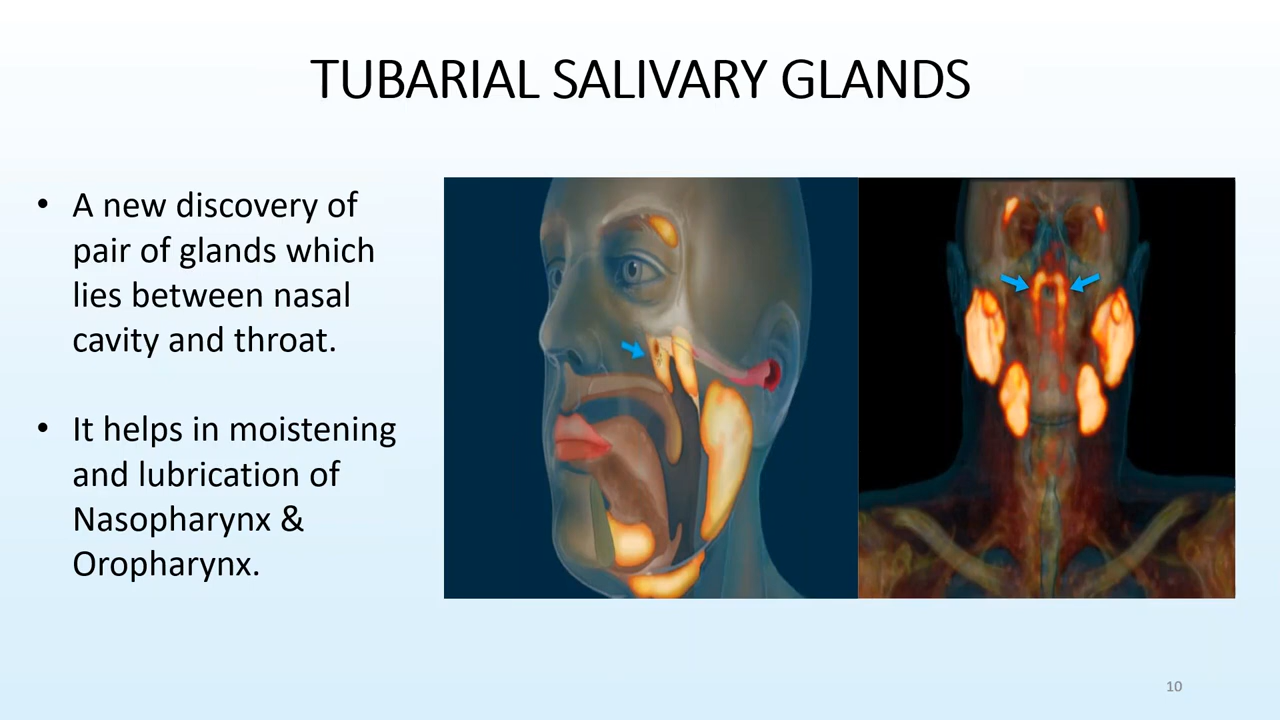 TUBARIAL SALIVARY GLANDS
• A new discovery of
pair of glands which
lies between nasal
cavity and throat.
• It helps in moistening
and lubrication of
Nasopharynx &
Oropharynx.
10